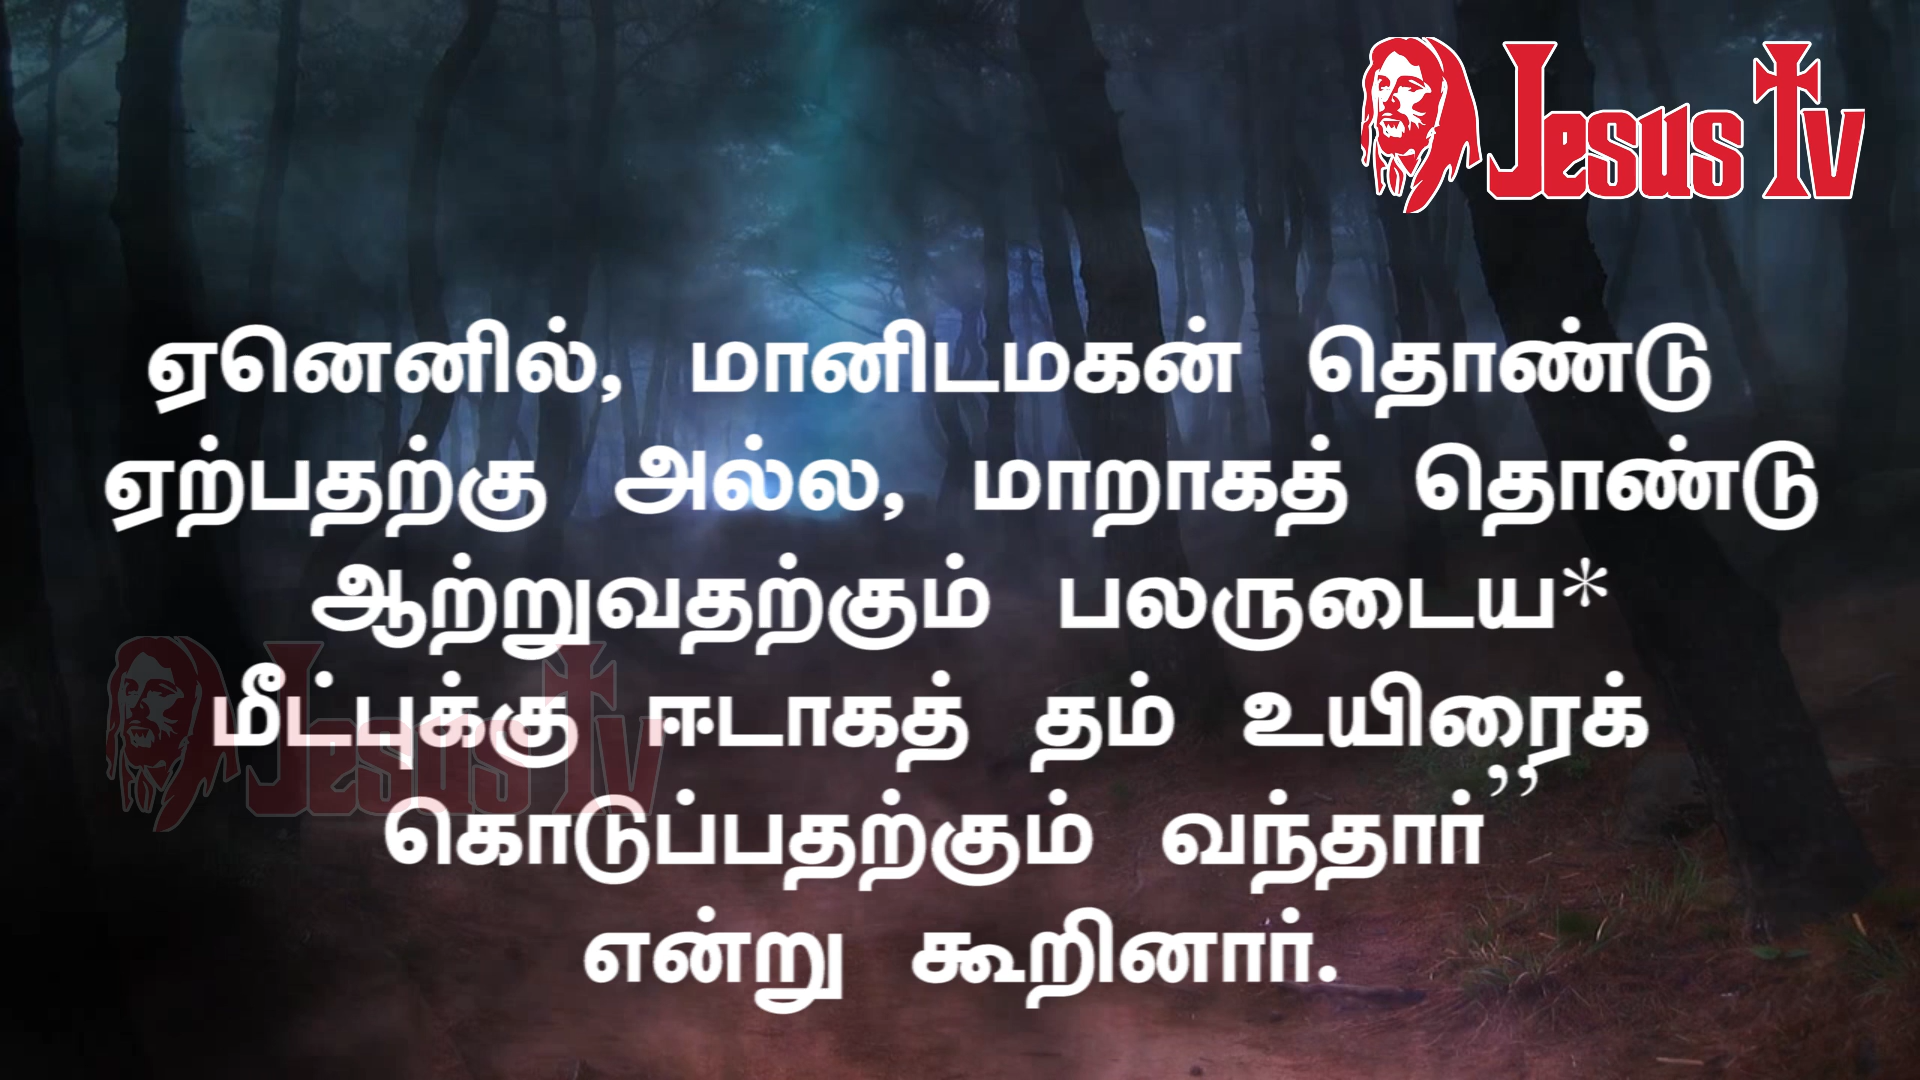 Jesus Tv
ஏனெனில், மானிடமகன் தொண்டு
ஏற்பதற்கு அல்ல, மாறாகத் தொண்டு
ஆற்றுவதற்கும் பலருடைய*
மீட்புக்கு ஈடாகத் தம் உயிரைக்
கொடுப்பதற்கும் வந்தார்’’
என்று கூறினார்.
Jesus Tv